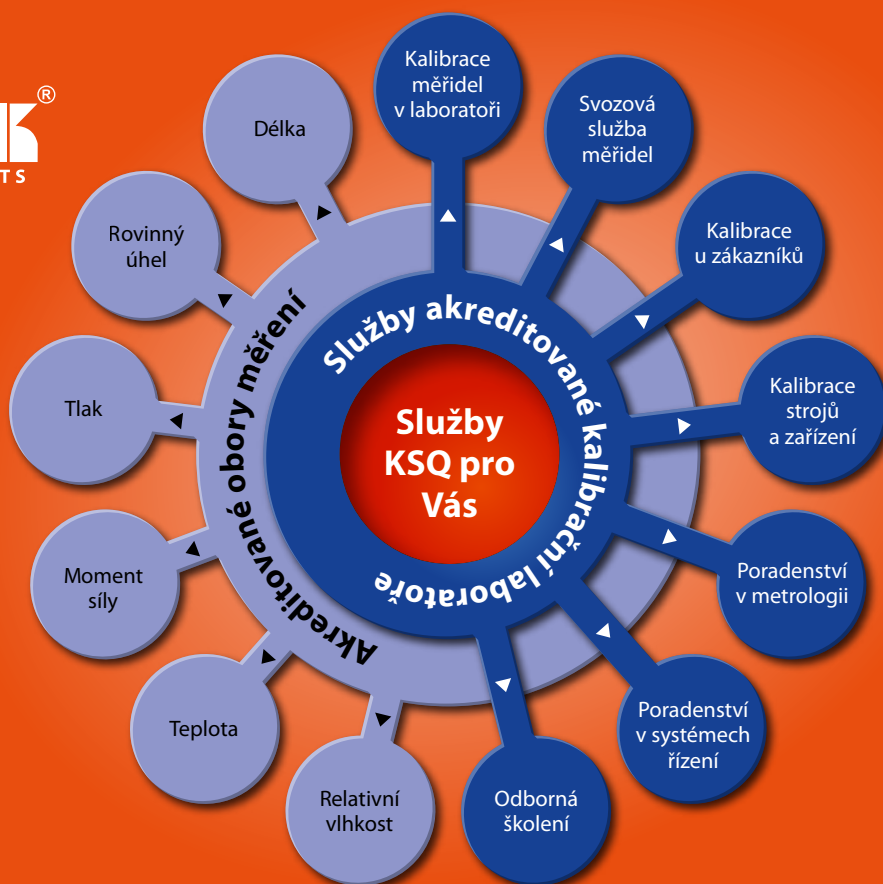 ®
K
TS
Služby
KSQ pro
Vás
Služby akreditované kalibrační laboratoře
Akreditované obory měření
Kalibrace
měřidel
v laboratoři
Svozová
služba
měřidel
Kalibrace
u zákazníků
Kalibrace
strojů
a zařízení
Poradenství
v metrologii
Poradenství
v systémech
řízení
Odborná
školení
Relativní
vlhkost
Teplota
Moment
síly
Tlak
Rovinný
úhel
Délka